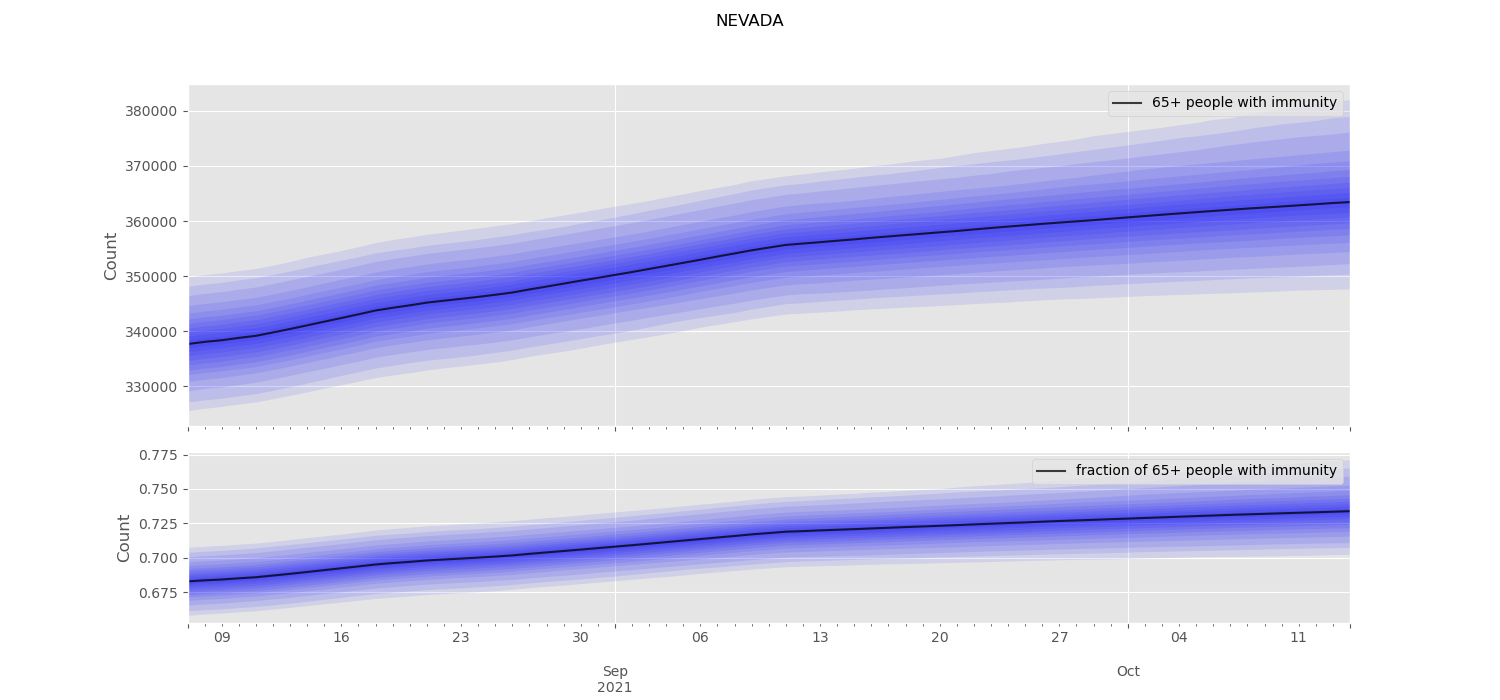 NEVADA
65+ people with immunity
380000
370000
360000
350000
340000
330000
Count
fraction of 65+ people with immunity
0.775
0.750
0.725
0.700
0.675
Count
09 16 23 30 06 13 20 27 04 11
Sep Oct
2021